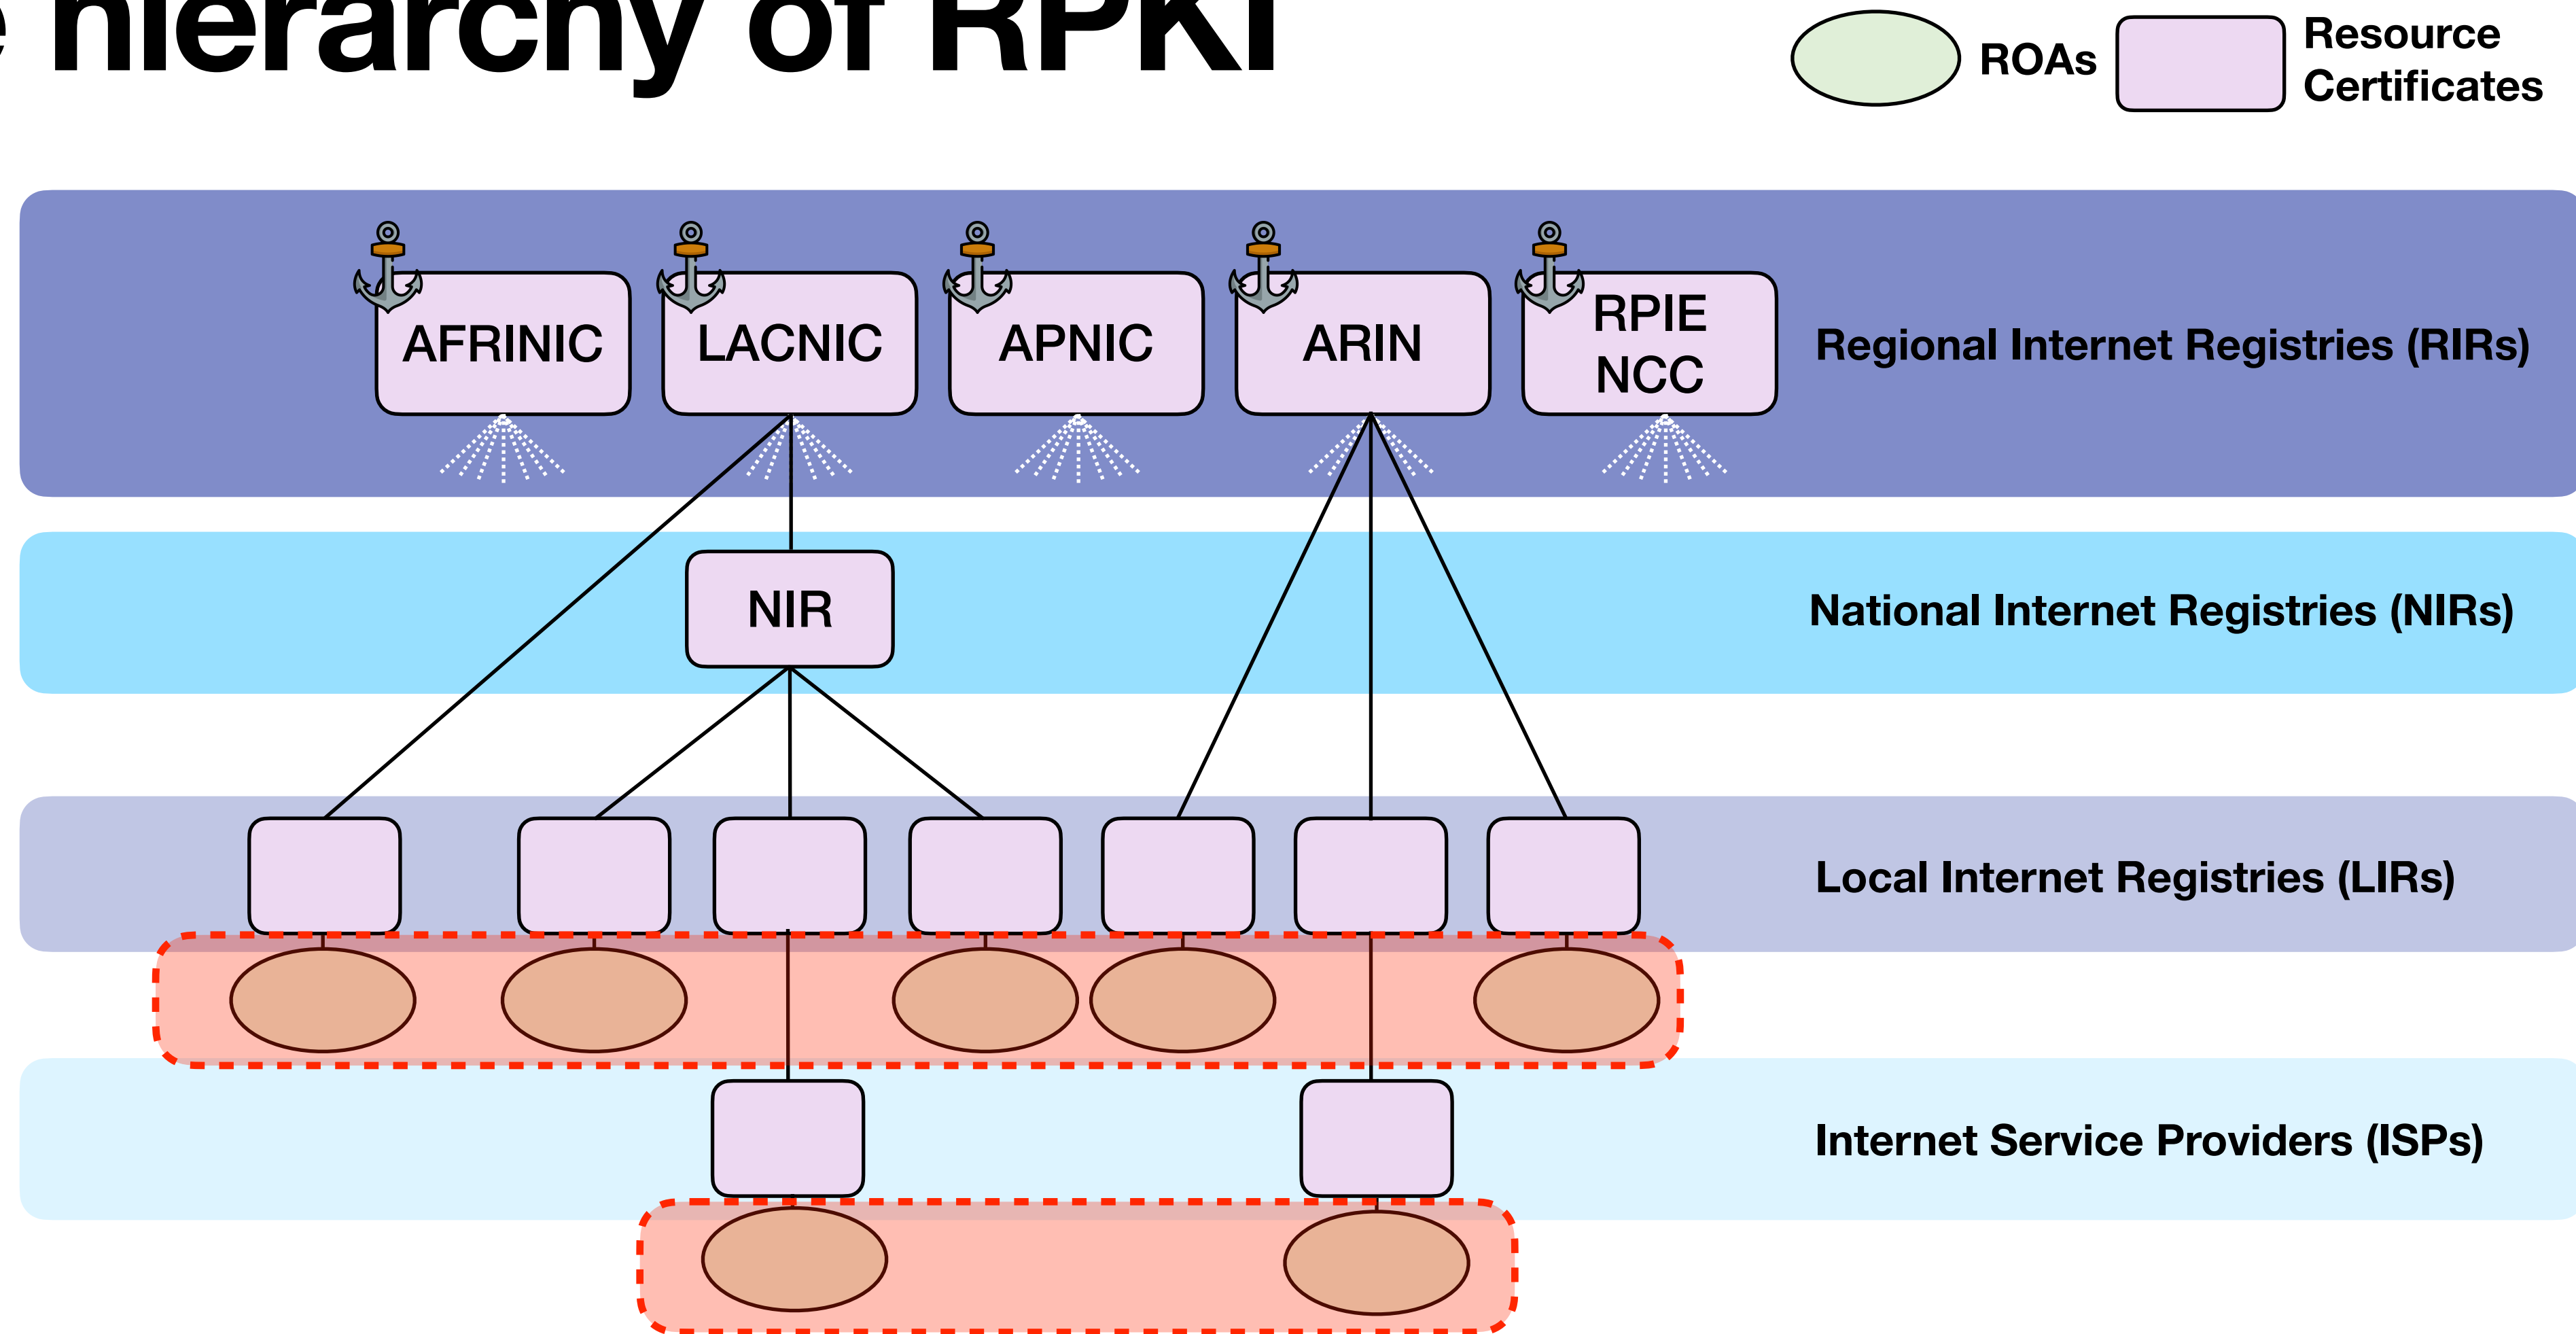 e hierarchy of RPKI
ROAs
Resource
Certificates
AFRINIC
LACNIC
APNIC
ARIN
RPIE
NCC
Regional Internet Registries (RIRs)
NIR
National Internet Registries (NIRs)
Local Internet Registries (LIRs)
Internet Service Providers (ISPs)